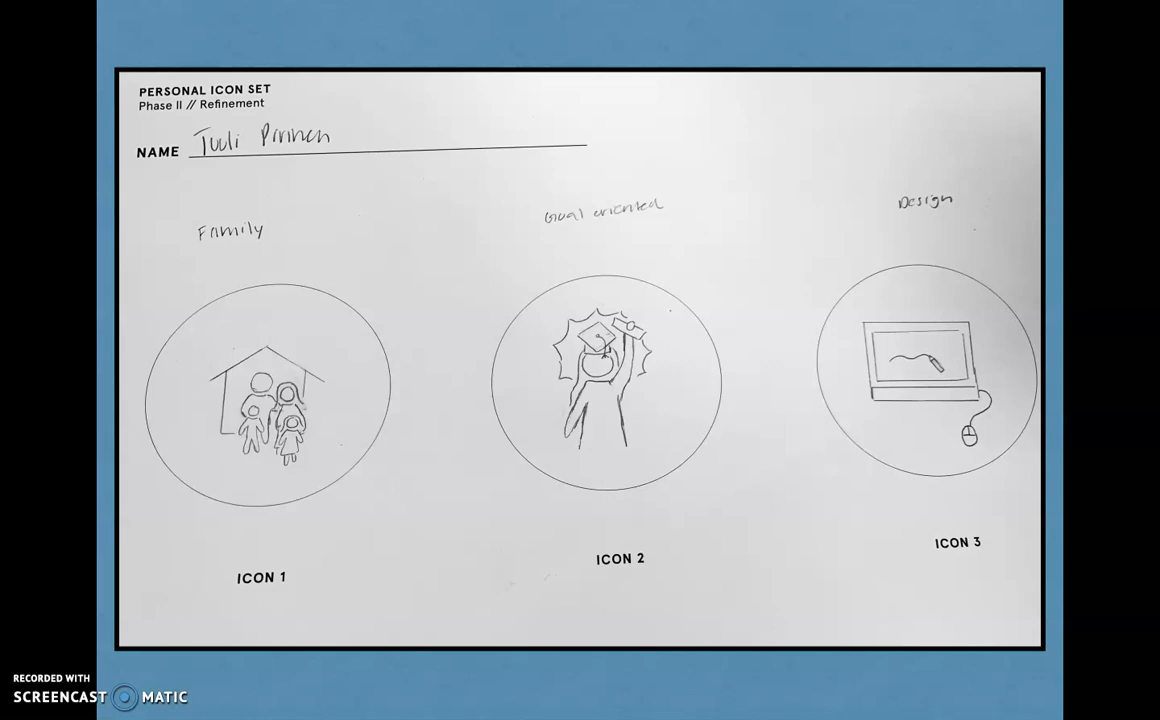 PERSONAL ICON SET
Phase II // Refinement
NAME Tuuli
Family
Goal oriented
Design
ICON 1
ICON 2
ICON 3
RECORDED WITH
SCREENCAST MATIC